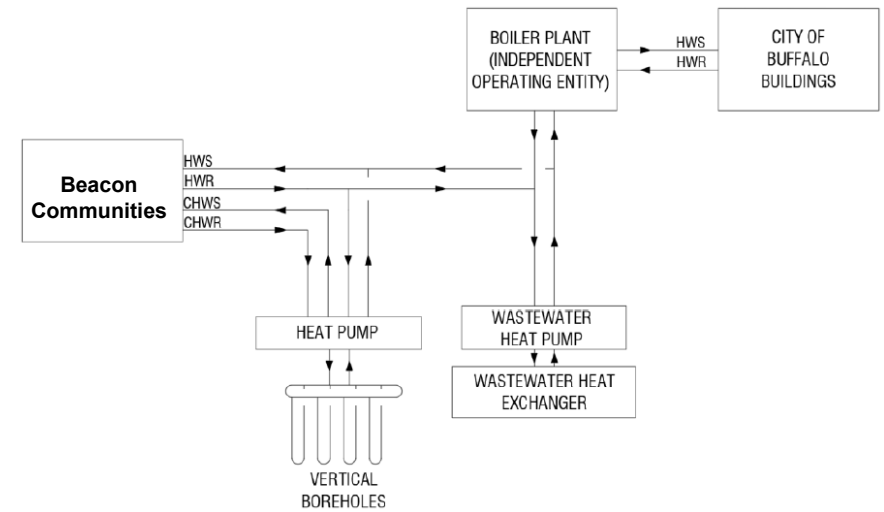 BOILER PLANT
(INDEPENDENT
OPERATING ENTITY)
HWS
HWR
CITY OF
BUFFALO
BUILDINGS
Beacon
Communities
HWS
HWR
CHWS
CHWR
HEAT PUMP
WASTEWATER
HEAT PUMP
WASTEWATER HEAT
EXCHANGER
VERTICAL
BOREHOLES